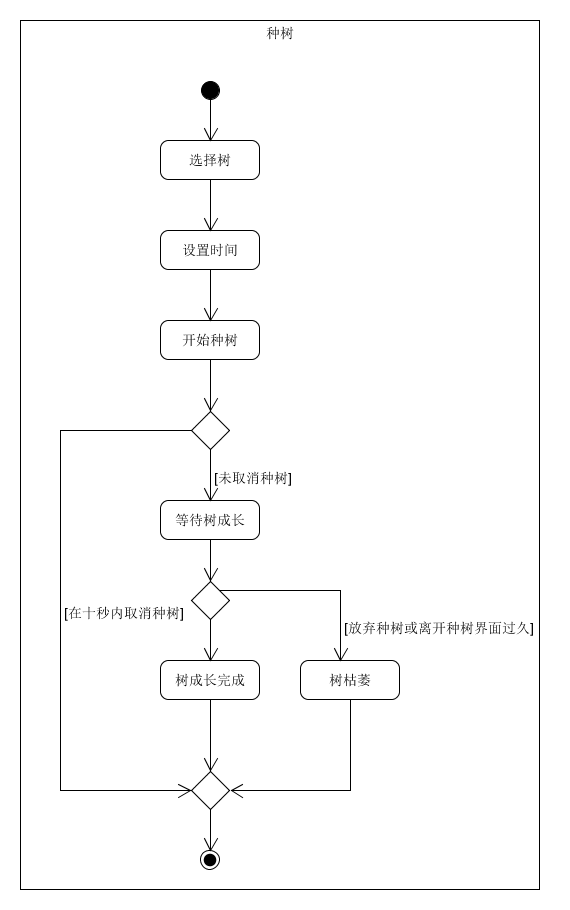 种树
选择树
设置时间
开始种树
[未取消种树]
等待树成长
[在十秒内取消种树]
[放弃种树或离开种树界面过久]
树成长完成
树枯萎